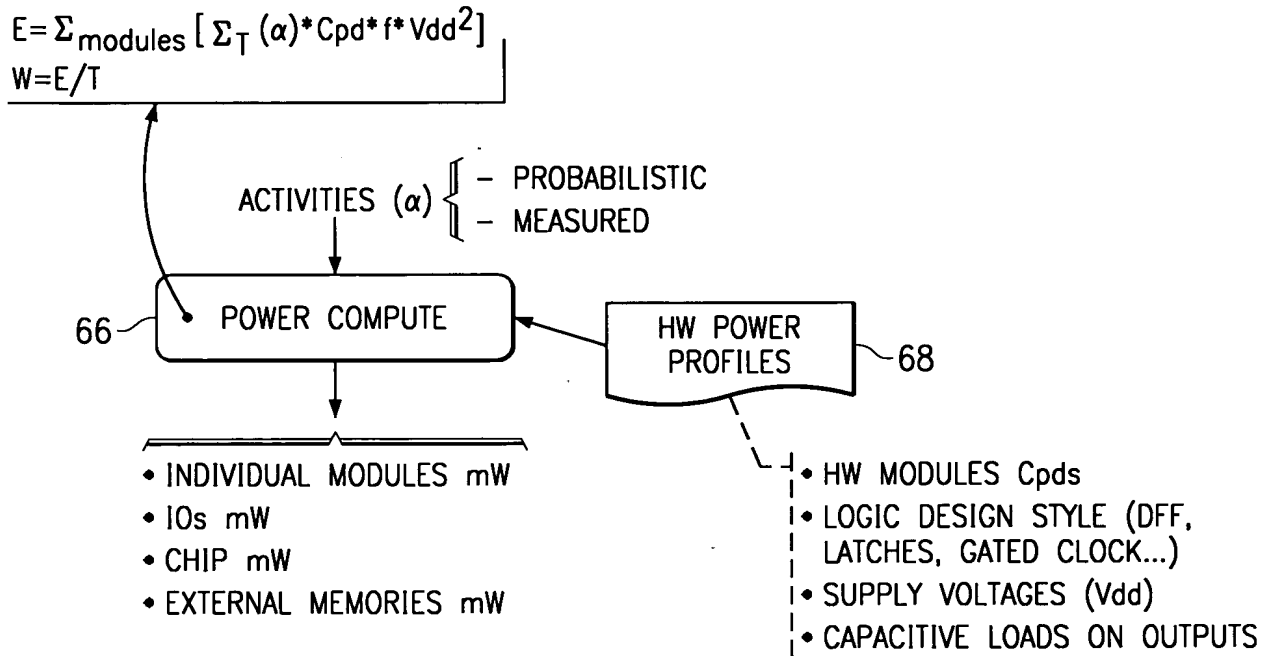 E=Σmodules [ΣT (α)*Cpd*f*Vdd²]
W=E/T
ACTIVITIES (α)
– PROBABILISTIC
– MEASURED
66
POWER COMPUTE
HW POWER
PROFILES
68
• INDIVIDUAL MODULES mW
• IOs mW
• CHIP mW
• EXTERNAL MEMORIES mW
• HW MODULES Cpds
• LOGIC DESIGN STYLE (DFF,
LATCHES, GATED CLOCK...)
• SUPPLY VOLTAGES (Vdd)
• CAPACITIVE LOADS ON OUTPUTS